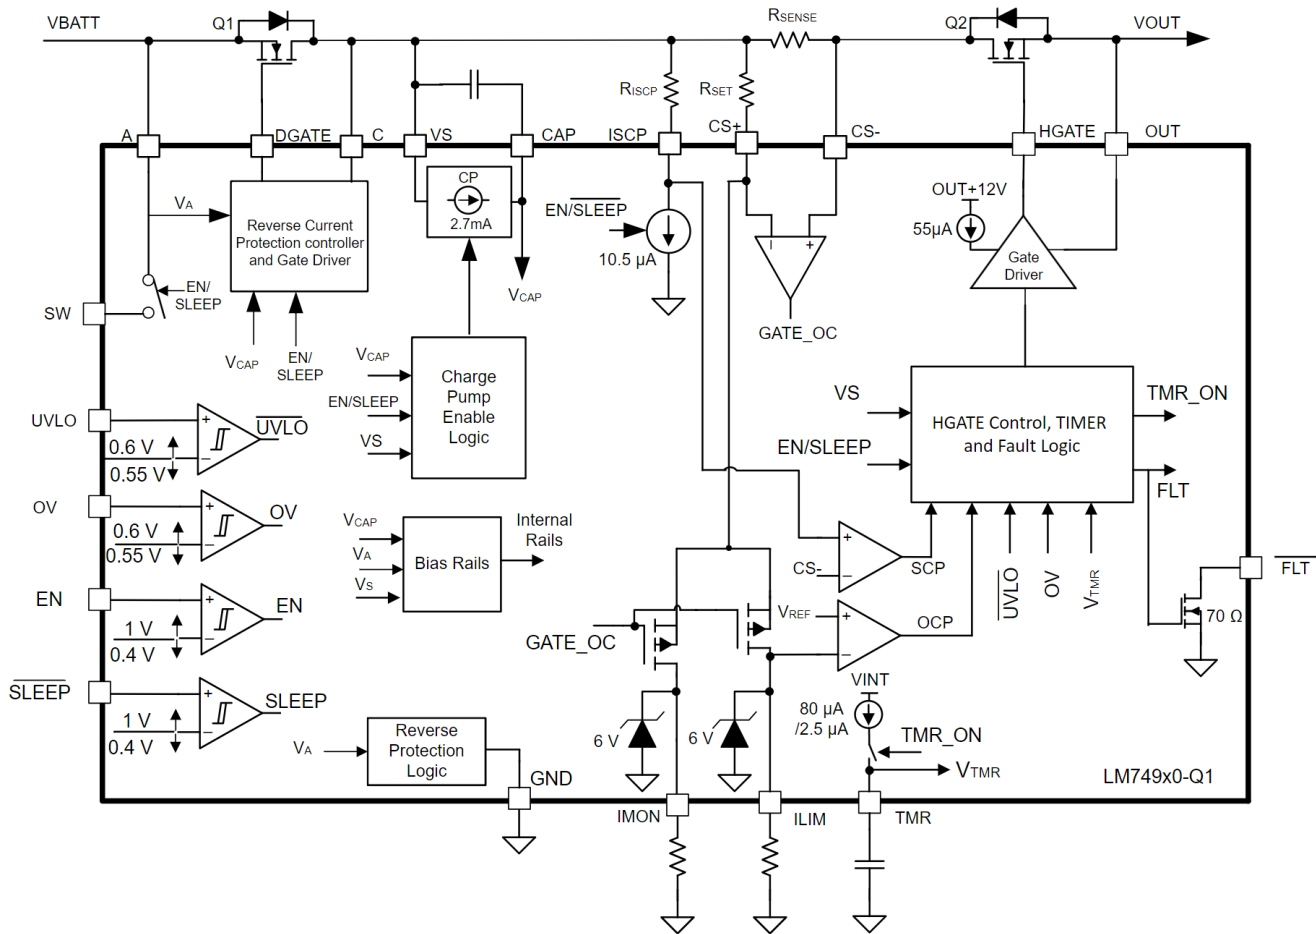 VBATT
Q1
RSENSE
Q2
VOUT
RISCP
RSET
A
DGATE
C
VS
CAP
ISCP
CS+
CS-
HGATE
OUT
CP
2.7mA
VA
Reverse Current
Protection controller
and Gate Driver
EN/SLEEP
10.5 µA
OUT+12V
55µA
Gate
Driver
EN/
SLEEP
SW
VCAP
EN/
SLEEP
VCAP
GATE_OC
VCAP
EN/SLEEP
VS
Charge
Pump
Enable
Logic
VS
EN/SLEEP
HGATE Control, TIMER
and Fault Logic
TMR_ON
FLT
UVLO
+
−
0.6 V
0.55 V
UVLO
OV
+
−
0.6 V
0.55 V
OV
VCAP
VA
VS
Bias Rails
Internal
Rails
+
−
CS-
SCP
UVLO
OV
VTMR
FLT
70 Ω
EN
+
−
1 V
0.4 V
EN
GATE_OC
VREF
+
−
OCP
SLEEP
+
−
1 V
0.4 V
SLEEP
VINT
80 µA
/2.5 µA
TMR_ON
VTMR
6 V
6 V
VA
Reverse
Protection
Logic
GND
LM749x0-Q1
IMON
ILIM
TMR